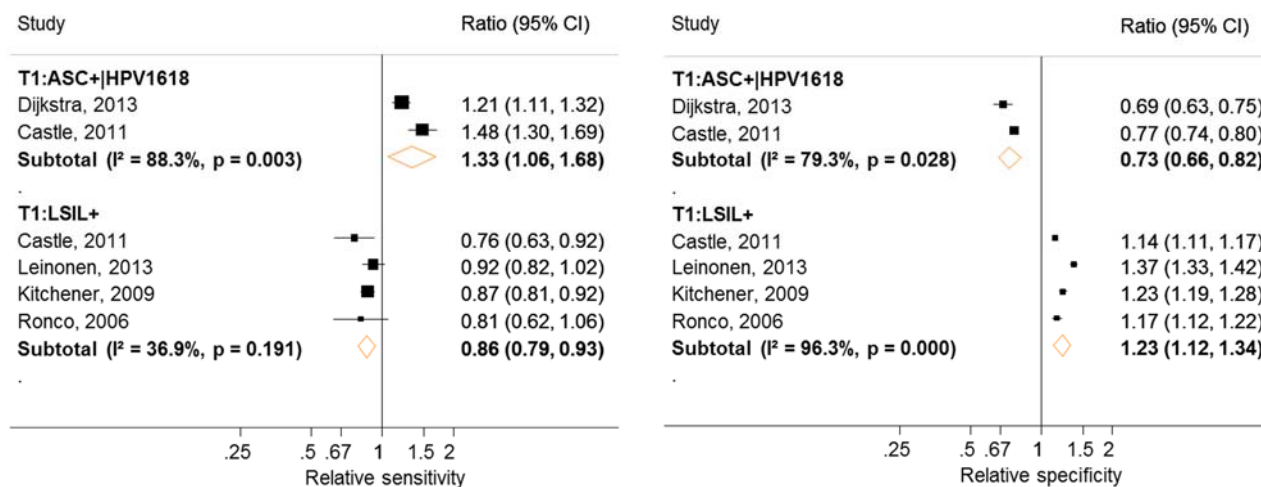 Study Ratio (95% CI)
T1:ASC+|HPV1618
Dijkstra, 2013 1.21 (1.11, 1.32)
Castle, 2011 1.48 (1.30, 1.69)
Subtotal (I² = 88.3%, p = 0.003) 1.33 (1.06, 1.68)
.
T1:LSIL+
Castle, 2011 0.76 (0.63, 0.92)
Leinonen, 2013 0.92 (0.82, 1.02)
Kitchener, 2009 0.87 (0.81, 0.92)
Ronco, 2006 0.81 (0.62, 1.06)
Subtotal (I² = 36.9%, p = 0.191) 0.86 (0.79, 0.93)
.
.25 .5 .67 1 1.5 2
Relative sensitivity
Study Ratio (95% CI)
T1:ASC+|HPV1618
Dijkstra, 2013 0.69 (0.63, 0.75)
Castle, 2011 0.77 (0.74, 0.80)
Subtotal (I² = 79.3%, p = 0.028) 0.73 (0.66, 0.82)
.
T1:LSIL+
Castle, 2011 1.14 (1.11, 1.17)
Leinonen, 2013 1.37 (1.33, 1.42)
Kitchener, 2009 1.23 (1.19, 1.28)
Ronco, 2006 1.17 (1.12, 1.22)
Subtotal (I² = 96.3%, p = 0.000) 1.23 (1.12, 1.34)
.
.25 .5 .67 1 1.5 2
Relative specificity